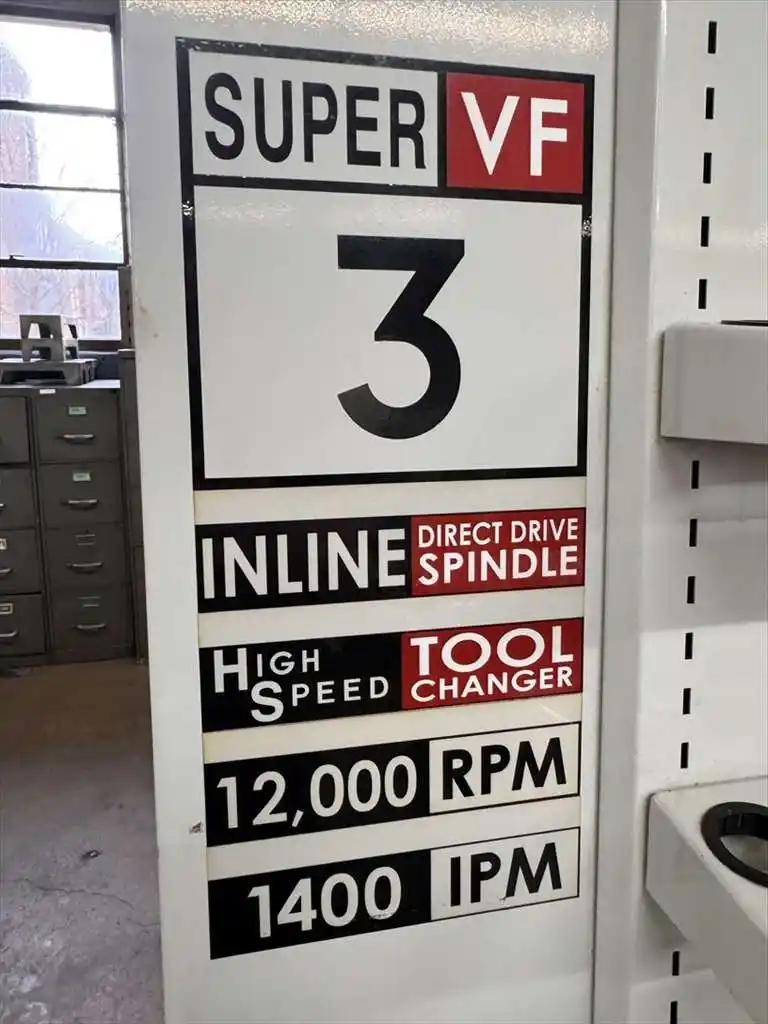 SUPER VF
3
INLINE DIRECT DRIVE SPINDLE
HIGH SPEED TOOL CHANGER
12,000 RPM
1400 IPM